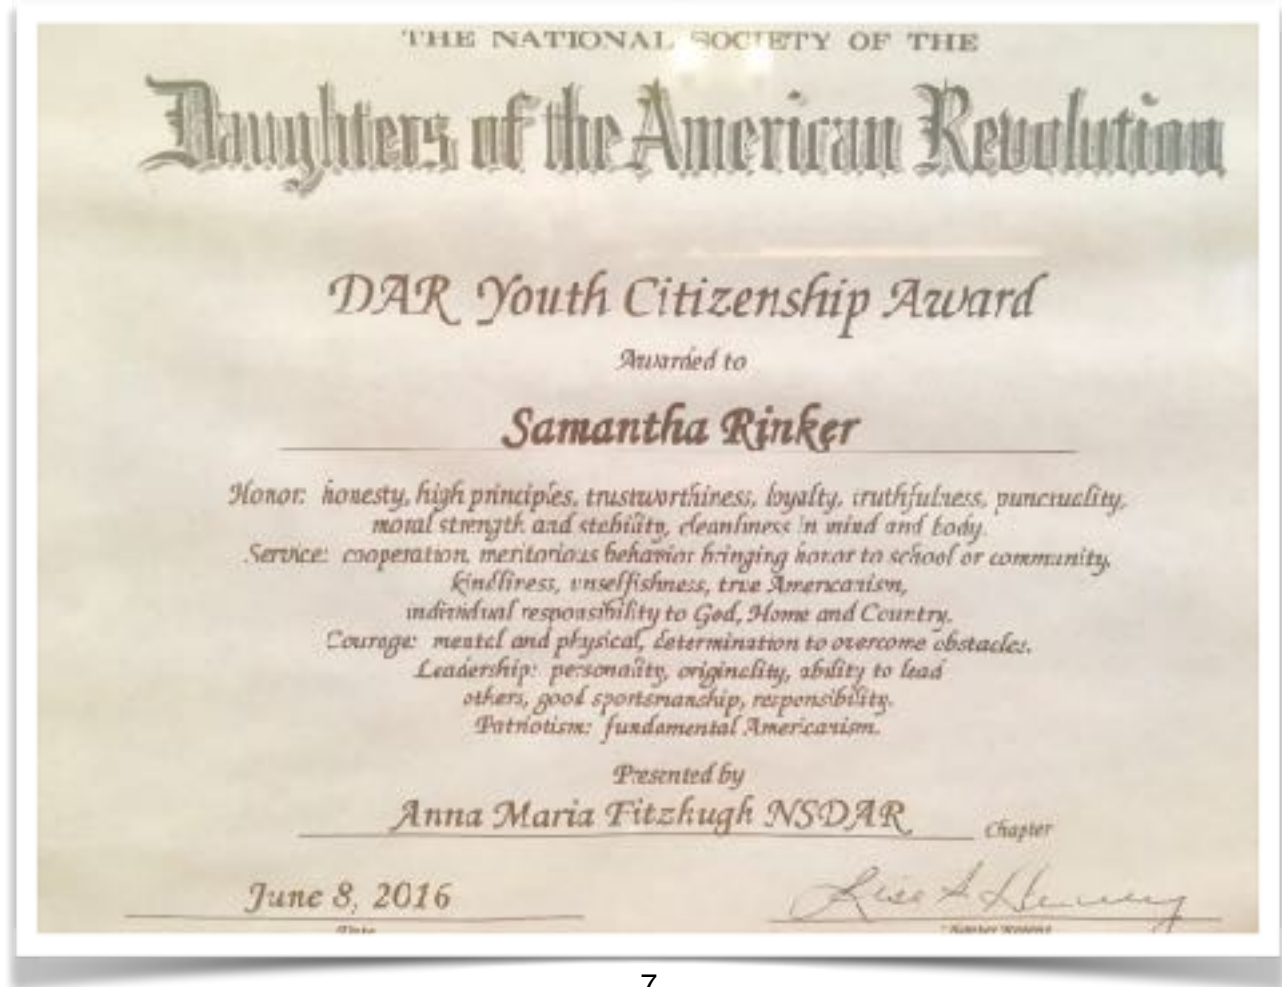 THE NATIONAL SOCIETY OF THE
Daughters of the American Revolution
DAR Youth Citizenship Award
Awarded to
Samantha Rinker
Honor: honesty, high principles, trustworthiness, loyalty, truthfulness, punctuality,
moral strength and stability, cleanliness in mind and body.
Service: cooperation, meritorious behavior bringing honor to school or community,
kindliness, unselfishness, true Americanism,
individual responsibility to God, Home and Country.
Courage: mental and physical, determination to overcome obstacles.
Leadership: personality, originality, ability to lead
others, good sportsmanship, responsibility.
Patriotism: fundamental Americanism.
Presented by
Anna Maria Fitzhugh NSDAR Chapter
June 8, 2016
Date
7